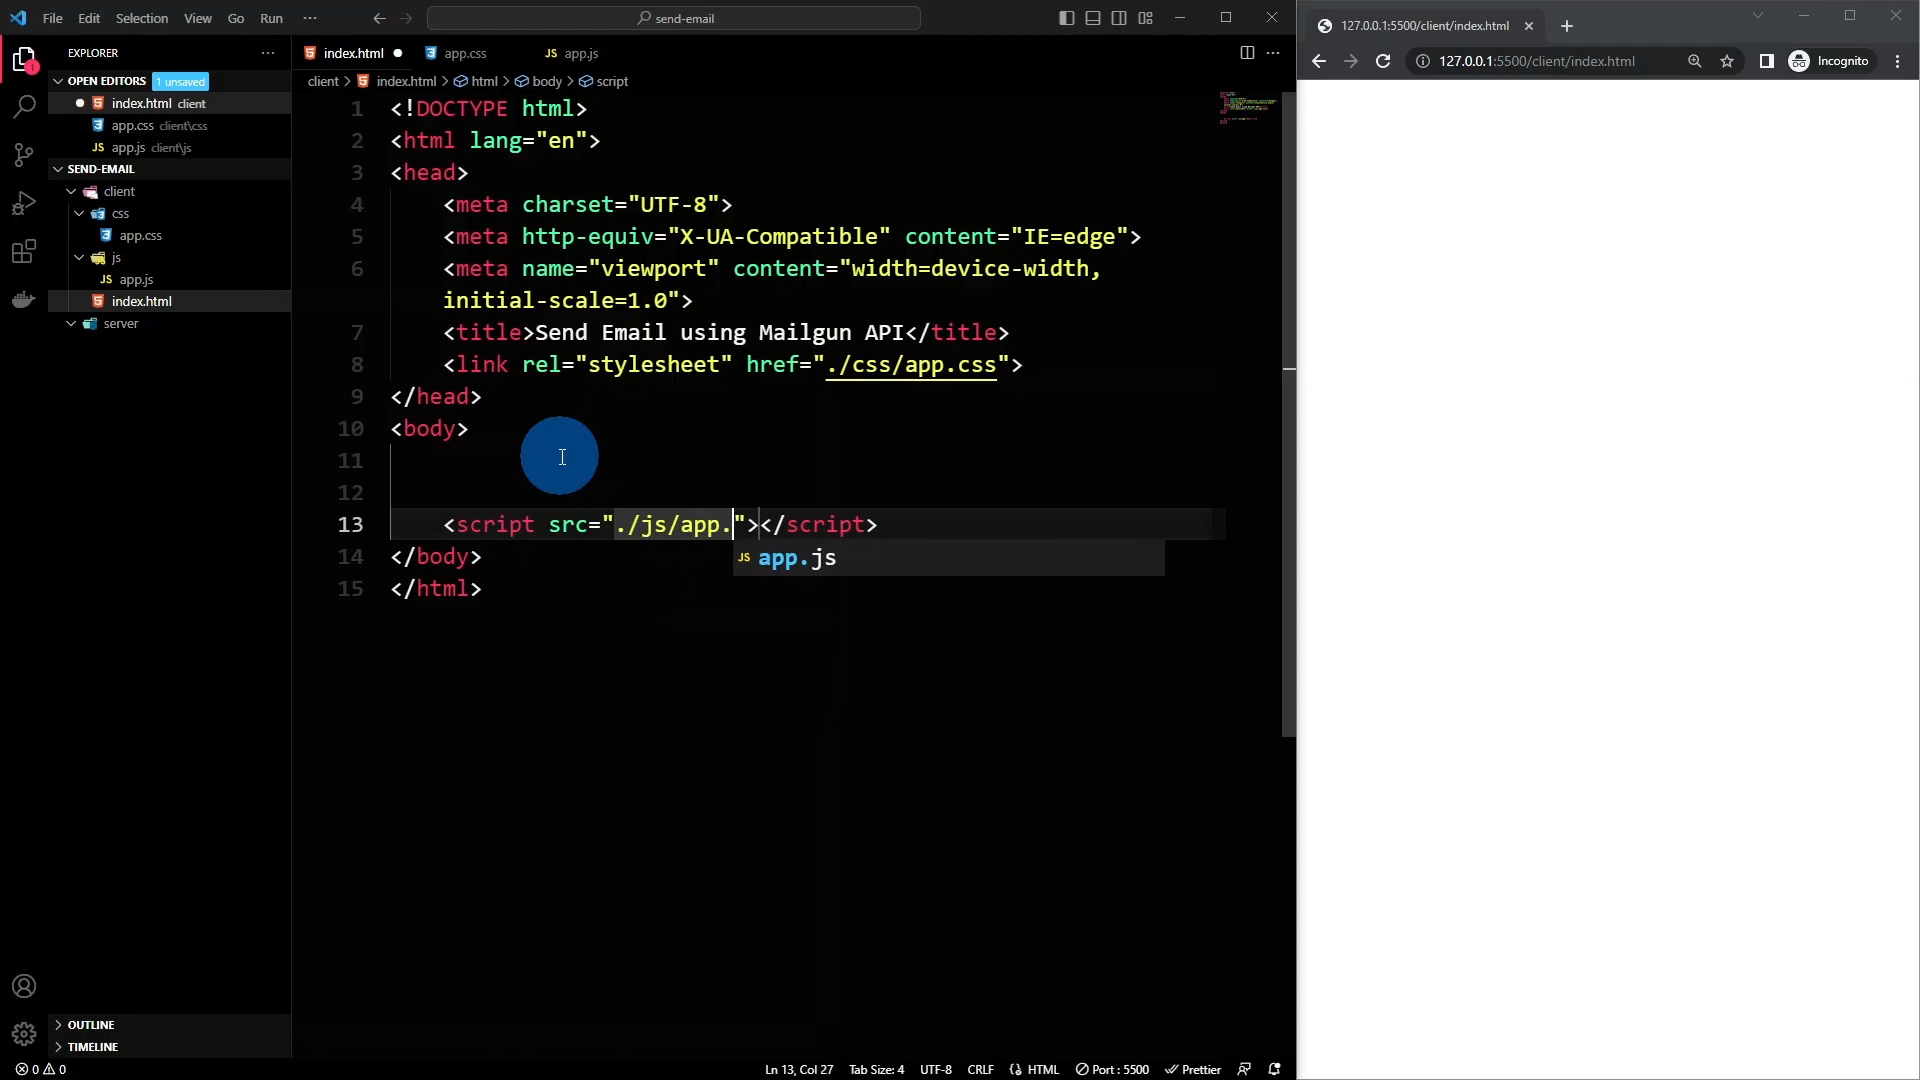 File Edit Selection View Go Run ··· send-email
EXPLORER ···
OPEN EDITORS 1 unsaved
index.html client
app.css client\css
JS app.js client\js
SEND-EMAIL
client
css
app.css
js
JS app.js
index.html
server
OUTLINE
TIMELINE
index.html app.css JS app.js
client > index.html > html > body > script
1 <!DOCTYPE html>
2 <html lang="en">
3 <head>
4 <meta charset="UTF-8">
5 <meta http-equiv="X-UA-Compatible" content="IE=edge">
6 <meta name="viewport" content="width=device-width,
initial-scale=1.0">
7 <title>Send Email using Mailgun API</title>
8 <link rel="stylesheet" href="./css/app.css">
9 </head>
10 <body>
11
12
13 <script src="./js/app."></script>
JS app.js
14 </body>
15 </html>
0 0 Ln 13, Col 27 Tab Size: 4 UTF-8 CRLF HTML Port : 5500 Prettier
127.0.0.1:5500/client/index.html
127.0.0.1:5500/client/index.html Incognito